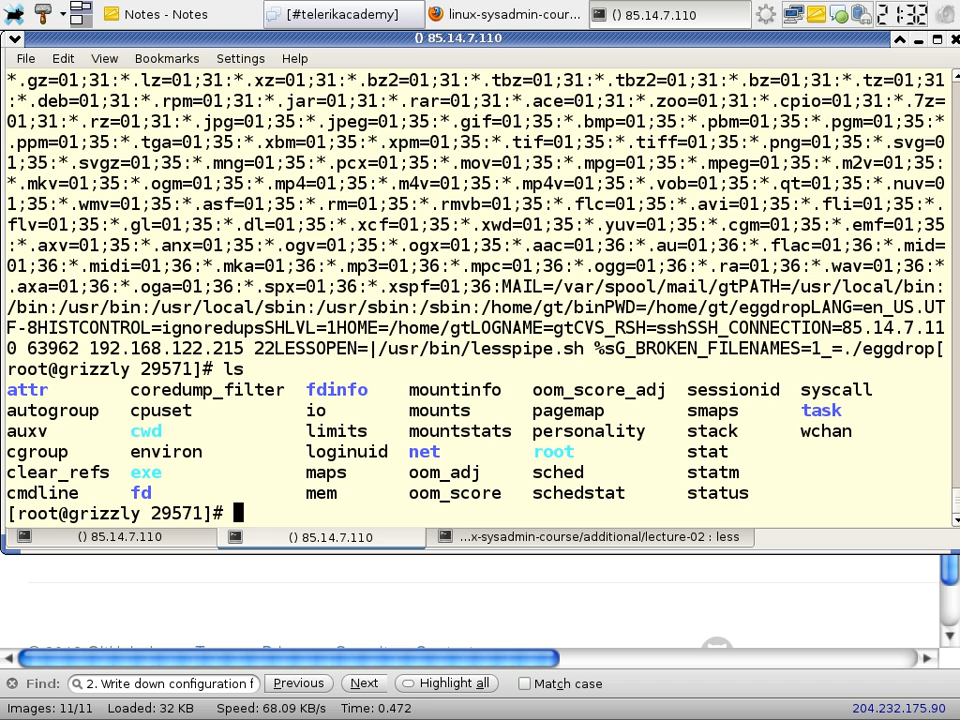 Notes - Notes
[#telerikacademy]
linux-sysadmin-cour...
() 85.14.7.110
21:32
() 85.14.7.110
File Edit View Bookmarks Settings Help
*.gz=01;31:*.lz=01;31:*.xz=01;31:*.bz2=01;31:*.tbz=01;31:*.tbz2=01;31:*.bz=01;31:*.tz=01;31
:*.deb=01;31:*.rpm=01;31:*.jar=01;31:*.rar=01;31:*.ace=01;31:*.zoo=01;31:*.cpio=01;31:*.7z=
01;31:*.rz=01;31:*.jpg=01;35:*.jpeg=01;35:*.gif=01;35:*.bmp=01;35:*.pbm=01;35:*.pgm=01;35:*
.ppm=01;35:*.tga=01;35:*.xbm=01;35:*.xpm=01;35:*.tif=01;35:*.tiff=01;35:*.png=01;35:*.svg=0
1;35:*.svgz=01;35:*.mng=01;35:*.pcx=01;35:*.mov=01;35:*.mpg=01;35:*.mpeg=01;35:*.m2v=01;35:
*.mkv=01;35:*.ogm=01;35:*.mp4=01;35:*.m4v=01;35:*.mp4v=01;35:*.vob=01;35:*.qt=01;35:*.nuv=0
1;35:*.wmv=01;35:*.asf=01;35:*.rm=01;35:*.rmvb=01;35:*.flc=01;35:*.avi=01;35:*.fli=01;35:*.
flv=01;35:*.gl=01;35:*.dl=01;35:*.xcf=01;35:*.xwd=01;35:*.yuv=01;35:*.cgm=01;35:*.emf=01;35
:*.axv=01;35:*.anx=01;35:*.ogv=01;35:*.ogx=01;35:*.aac=01;36:*.au=01;36:*.flac=01;36:*.mid=
01;36:*.midi=01;36:*.mka=01;36:*.mp3=01;36:*.mpc=01;36:*.ogg=01;36:*.ra=01;36:*.wav=01;36:*
.axa=01;36:*.oga=01;36:*.spx=01;36:*.xspf=01;36:MAIL=/var/spool/mail/gtPATH=/usr/local/bin:
/bin:/usr/bin:/usr/local/sbin:/usr/sbin:/sbin:/home/gt/binPWD=/home/gt/eggdropLANG=en_US.UT
F-8HISTCONTROL=ignoredupsSHLVL=1HOME=/home/gtLOGNAME=gtCVS_RSH=sshSSH_CONNECTION=85.14.7.11
0 63962 192.168.122.215 22LESSOPEN=|/usr/bin/lesspipe.sh %sG_BROKEN_FILENAMES=1_=./eggdrop[
root@grizzly 29571]# ls
attr coredump_filter fdinfo mountinfo oom_score_adj sessionid syscall
autogroup cpuset io mounts pagemap smaps task
auxv cwd limits mountstats personality stack wchan
cgroup environ loginuid net root stat
clear_refs exe maps oom_adj sched statm
cmdline fd mem oom_score schedstat status
[root@grizzly 29571]#
() 85.14.7.110
() 85.14.7.110
...x-sysadmin-course/additional/lecture-02 : less
Find: 2. Write down configuration f Previous Next Highlight all Match case
Images: 11/11 Loaded: 32 KB Speed: 68.09 KB/s Time: 0.472 204.232.175.90